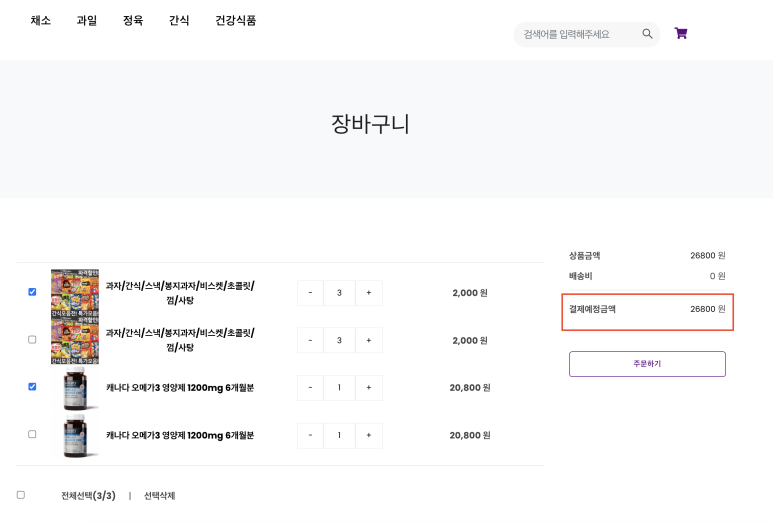 채소 과일 정육 간식 건강식품
검색어를 입력해주세요
장바구니
상품금액 26800 원
배송비 0 원
결제예정금액 26800 원
주문하기
과자/간식/스낵/봉지과자/비스켓/초콜릿/
껌/사탕
- 3 +
2,000 원
과자/간식/스낵/봉지과자/비스켓/초콜릿/
껌/사탕
- 3 +
2,000 원
캐나다 오메가3 영양제 1200mg 6개월분
- 1 +
20,800 원
캐나다 오메가3 영양제 1200mg 6개월분
- 1 +
20,800 원
전체선택(3/3) | 선택삭제